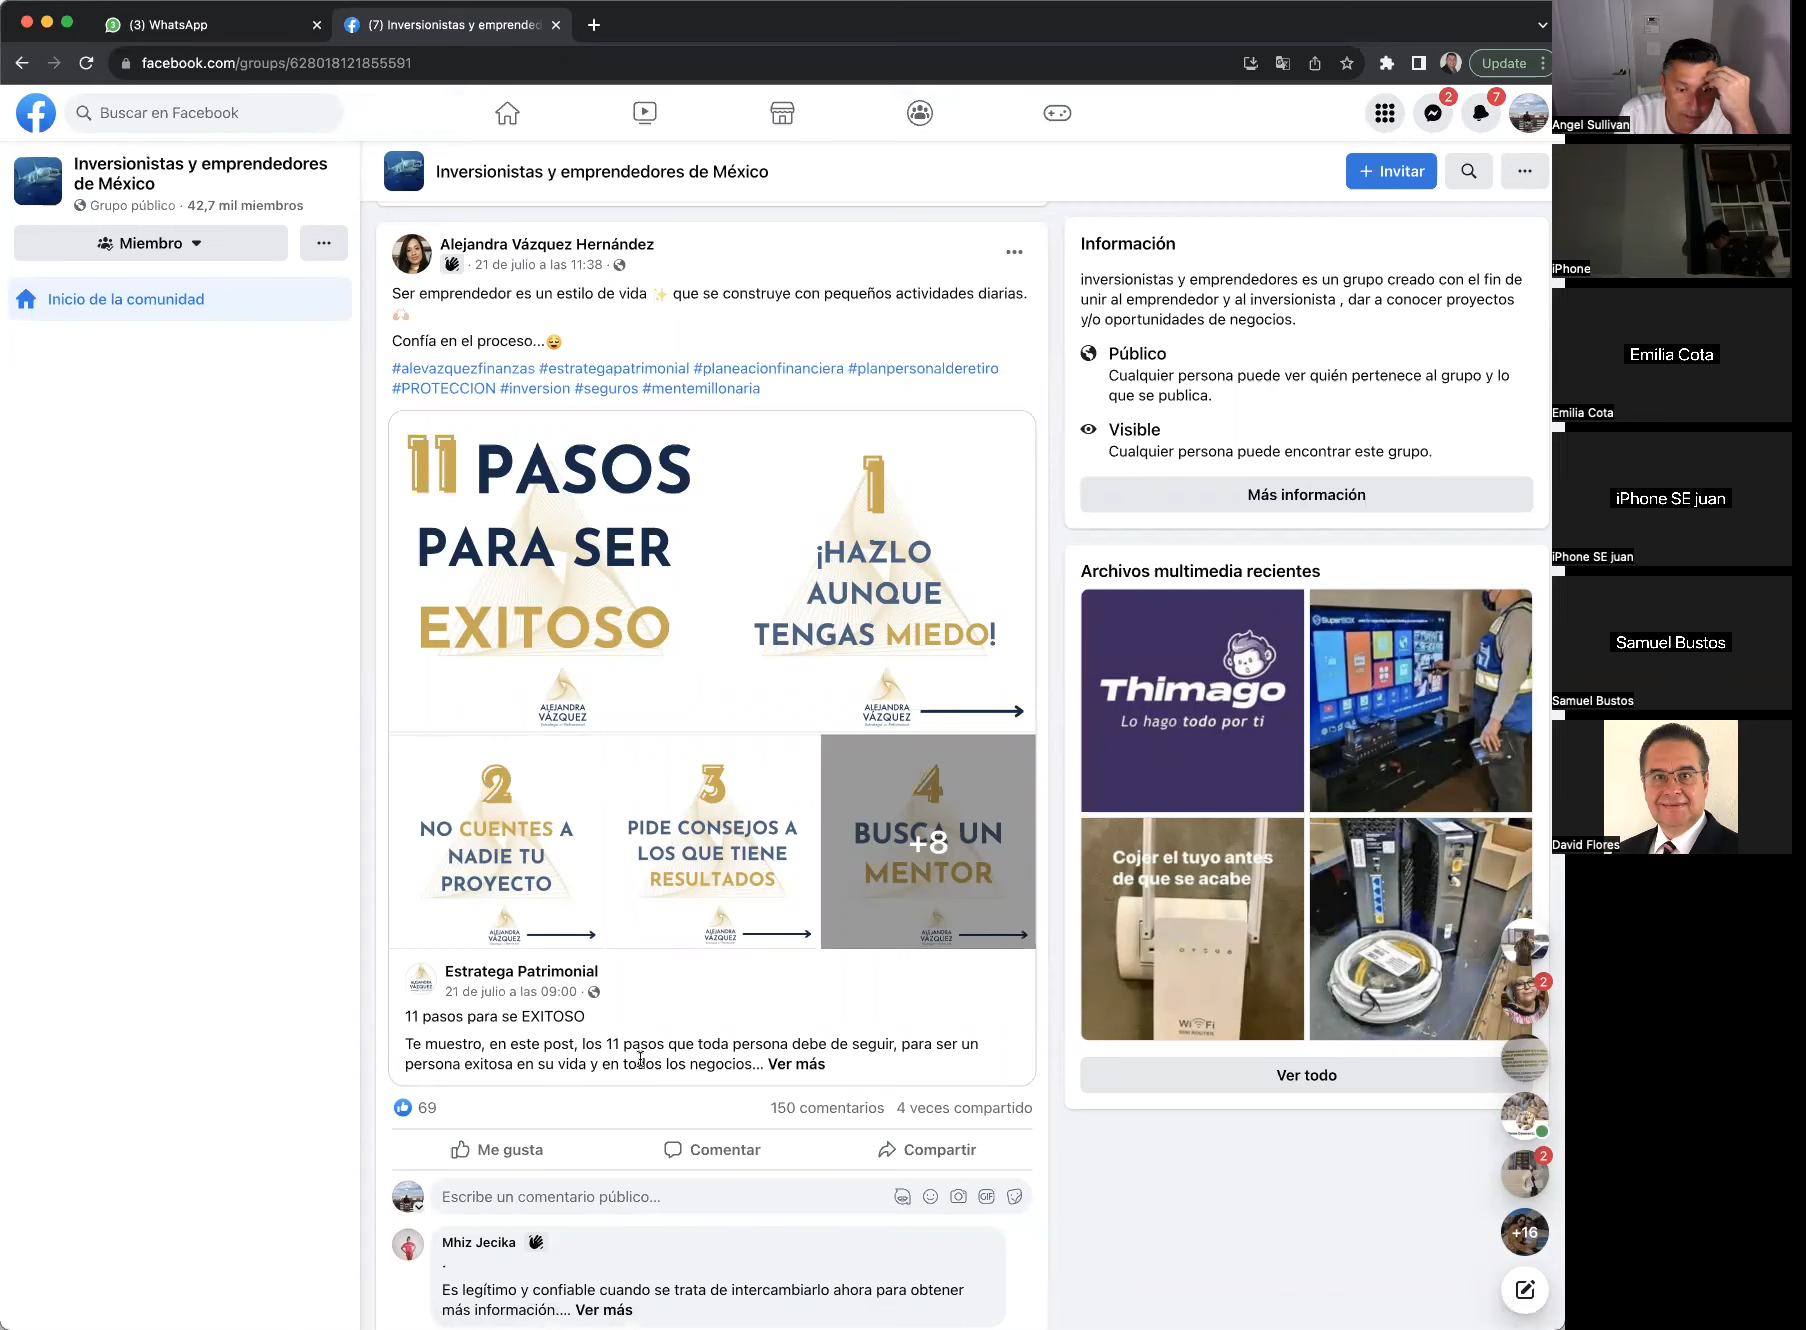 (3) WhatsApp
(7) Inversionistas y emprended
facebook.com/groups/628018121855591
Update
Buscar en Facebook
2
7
Inversionistas y emprendedores
de México
Grupo público · 42,7 mil miembros
Miembro
Inicio de la comunidad
Inversionistas y emprendedores de México
+ Invitar
Alejandra Vázquez Hernández
· 21 de julio a las 11:38 ·
Ser emprendedor es un estilo de vida ✨ que se construye con pequeños actividades diarias.
Confía en el proceso...😌
#alevazquezfinanzas #estrategapatrimonial #planeacionfinanciera #planpersonalderetiro
#PROTECCION #inversion #seguros #mentemillonaria
11 PASOS
PARA SER
EXITOSO
ALEJANDRA
VÁZQUEZ
1
¡HAZLO
AUNQUE
TENGAS MIEDO!
ALEJANDRA
VÁZQUEZ
2
NO CUENTES A
NADIE TU
PROYECTO
ALEJANDRA
VÁZQUEZ
3
PIDE CONSEJOS A
LOS QUE TIENE
RESULTADOS
ALEJANDRA
VÁZQUEZ
4
BUSCA UN
MENTOR
+8
ALEJANDRA
VÁZQUEZ
Estratega Patrimonial
21 de julio a las 09:00 ·
11 pasos para se EXITOSO
Te muestro, en este post, los 11 pasos que toda persona debe de seguir, para ser un
persona exitosa en su vida y en todos los negocios... Ver más
69
150 comentarios 4 veces compartido
Me gusta
Comentar
Compartir
Escribe un comentario público...
GIF
Mhiz Jecika
.
Es legítimo y confiable cuando se trata de intercambiarlo ahora para obtener
más información.... Ver más
Información
inversionistas y emprendedores es un grupo creado con el fin de
unir al emprendedor y al inversionista , dar a conocer proyectos
y/o oportunidades de negocios.
Público
Cualquier persona puede ver quién pertenece al grupo y lo
que se publica.
Visible
Cualquier persona puede encontrar este grupo.
Más información
Archivos multimedia recientes
Thimago
Lo hago todo por ti
SUPERBOX
Cojer el tuyo antes
de que se acabe
WiFi
Ver todo
2
2
+16
Angel Sullivan
iPhone
Emilia Cota
Emilia Cota
iPhone SE juan
iPhone SE juan
Samuel Bustos
Samuel Bustos
David Flores